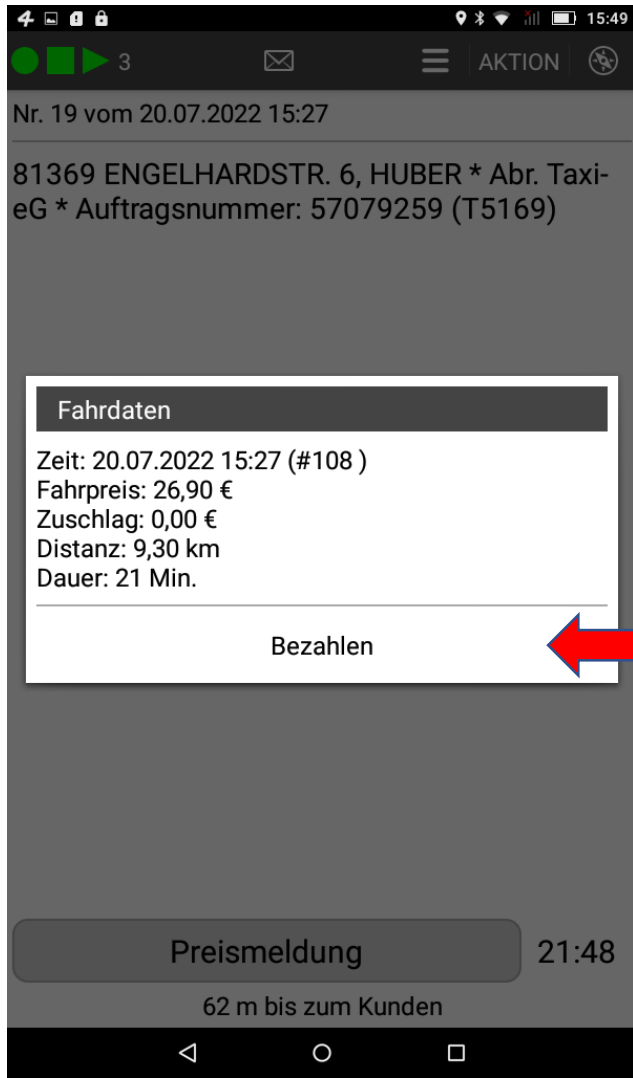 15:49
3
AKTION
Nr. 19 vom 20.07.2022 15:27
81369 ENGELHARDSTR. 6, HUBER * Abr. Taxi-
eG * Auftragsnummer: 57079259 (T5169)
Fahrdaten
Zeit: 20.07.2022 15:27 (#108 )
Fahrpreis: 26,90 €
Zuschlag: 0,00 €
Distanz: 9,30 km
Dauer: 21 Min.
Bezahlen
Preismeldung 21:48
62 m bis zum Kunden